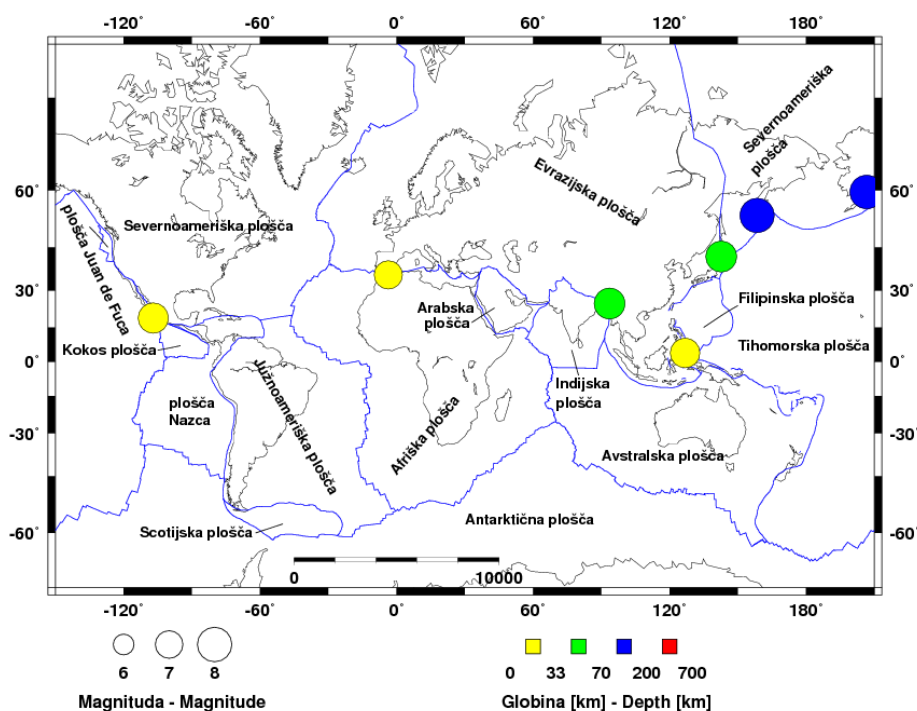 -120° -60° 0° 60° 120° 180°
60°
30°
0°
-30°
-60°
60°
30°
0°
-30°
-60°
Severnoameriška
plošča
Evrazijska plošča
Severnoameriška plošča
plošča Juan de Fuca
Arabska
plošča
Filipinska plošča
Tihomorska plošča
Kokos plošča
Indijska
plošča
plošča
Nazca
Južnoameriška plošča
Afriška plošča
Avstralska plošča
Scotijska plošča
Antarktična plošča
0 10000
-120° -60° 0° 60° 120° 180°
6 7 8
0 33 70 200 700
Magnituda - Magnitude
Globina [km] - Depth [km]